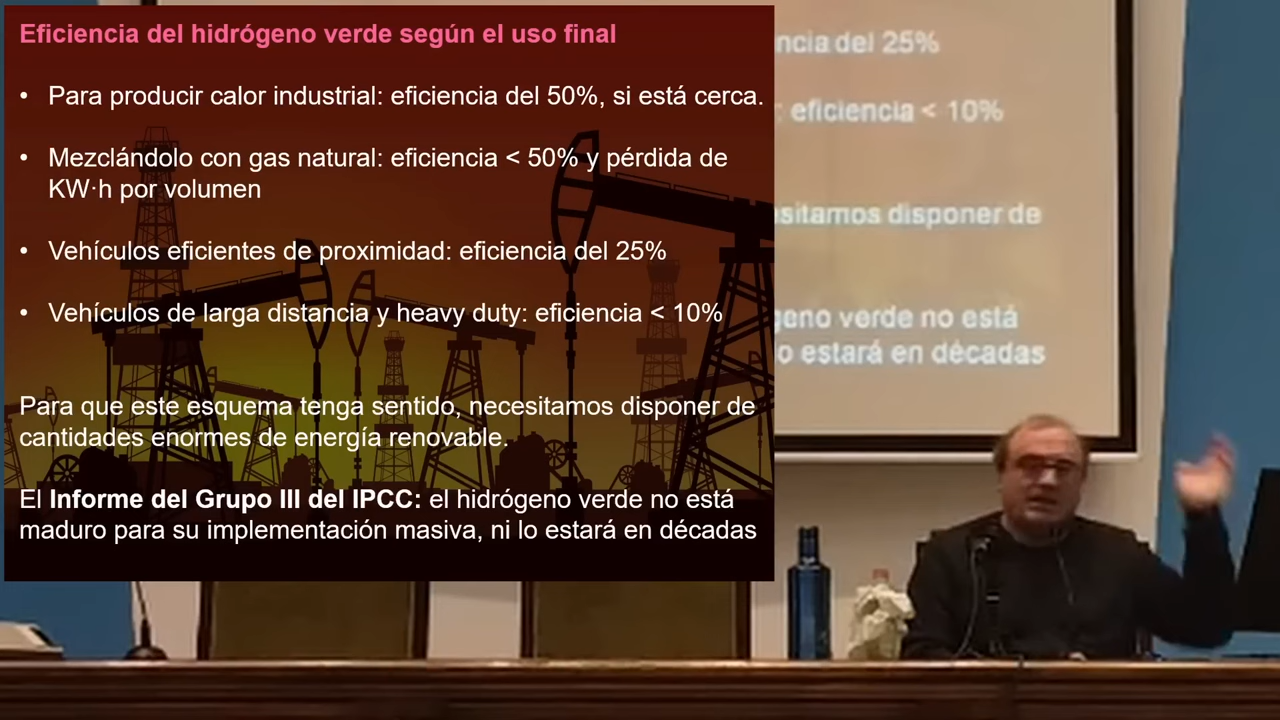 Eficiencia del hidrógeno verde según el uso final
• Para producir calor industrial: eficiencia del 50%, si está cerca.
• Mezclándolo con gas natural: eficiencia < 50% y pérdida de
KW·h por volumen
• Vehículos eficientes de proximidad: eficiencia del 25%
• Vehículos de larga distancia y heavy duty: eficiencia < 10%
Para que este esquema tenga sentido, necesitamos disponer de
cantidades enormes de energía renovable.
El Informe del Grupo III del IPCC: el hidrógeno verde no está
maduro para su implementación masiva, ni lo estará en décadas
ncia del 25%
: eficiencia < 10%
sitamos disponer de
geno verde no está
o estará en décadas